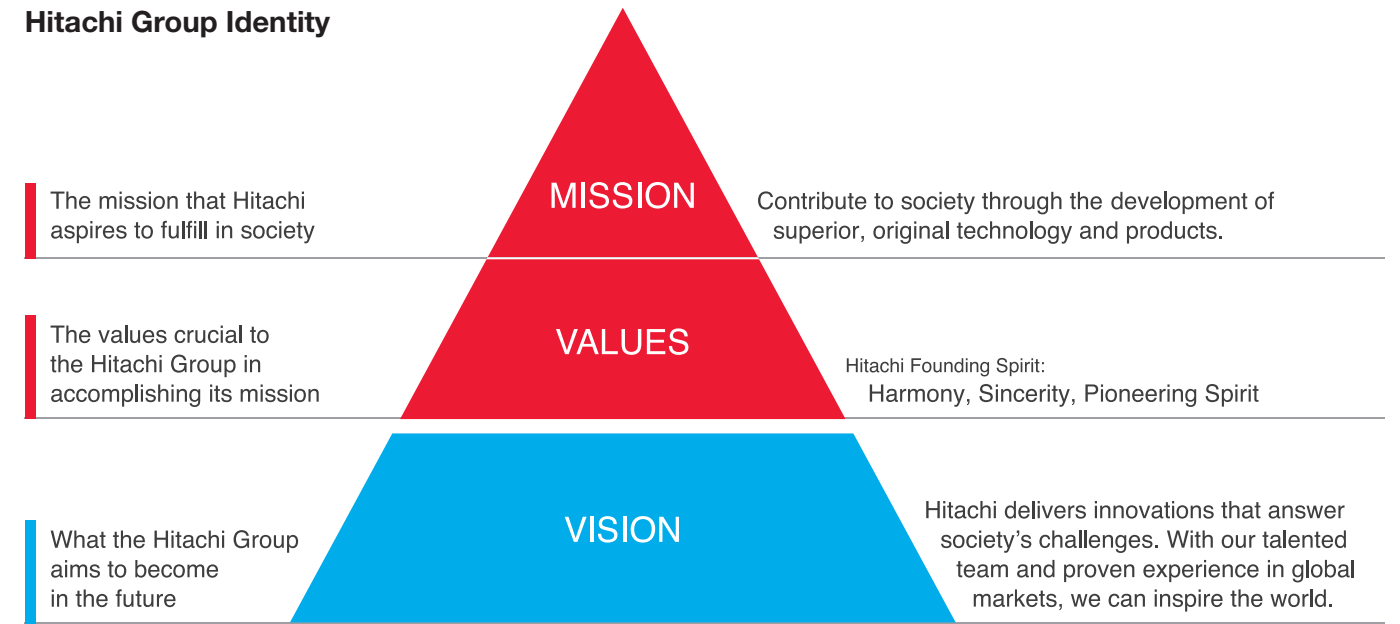 Hitachi Group Identity
The mission that Hitachi
aspires to fulfill in society
MISSION
Contribute to society through the development of
superior, original technology and products.
The values crucial to
the Hitachi Group in
accomplishing its mission
VALUES
Hitachi Founding Spirit:
Harmony, Sincerity, Pioneering Spirit
What the Hitachi Group
aims to become
in the future
VISION
Hitachi delivers innovations that answer
society’s challenges. With our talented
team and proven experience in global
markets, we can inspire the world.